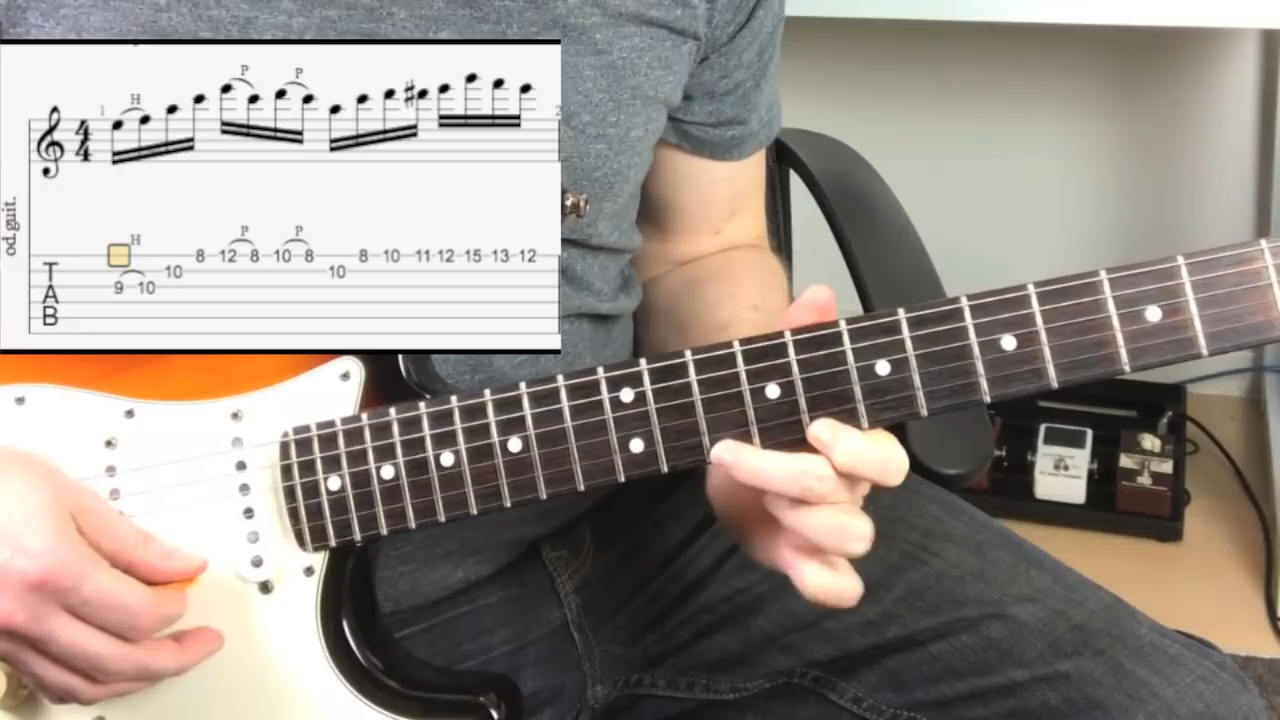 P P
1 H
4
4 2
od.guit.
H P P
8 12 8 10 8 8 10 11 12 15 13 12
T 10 10
A 9 10
B